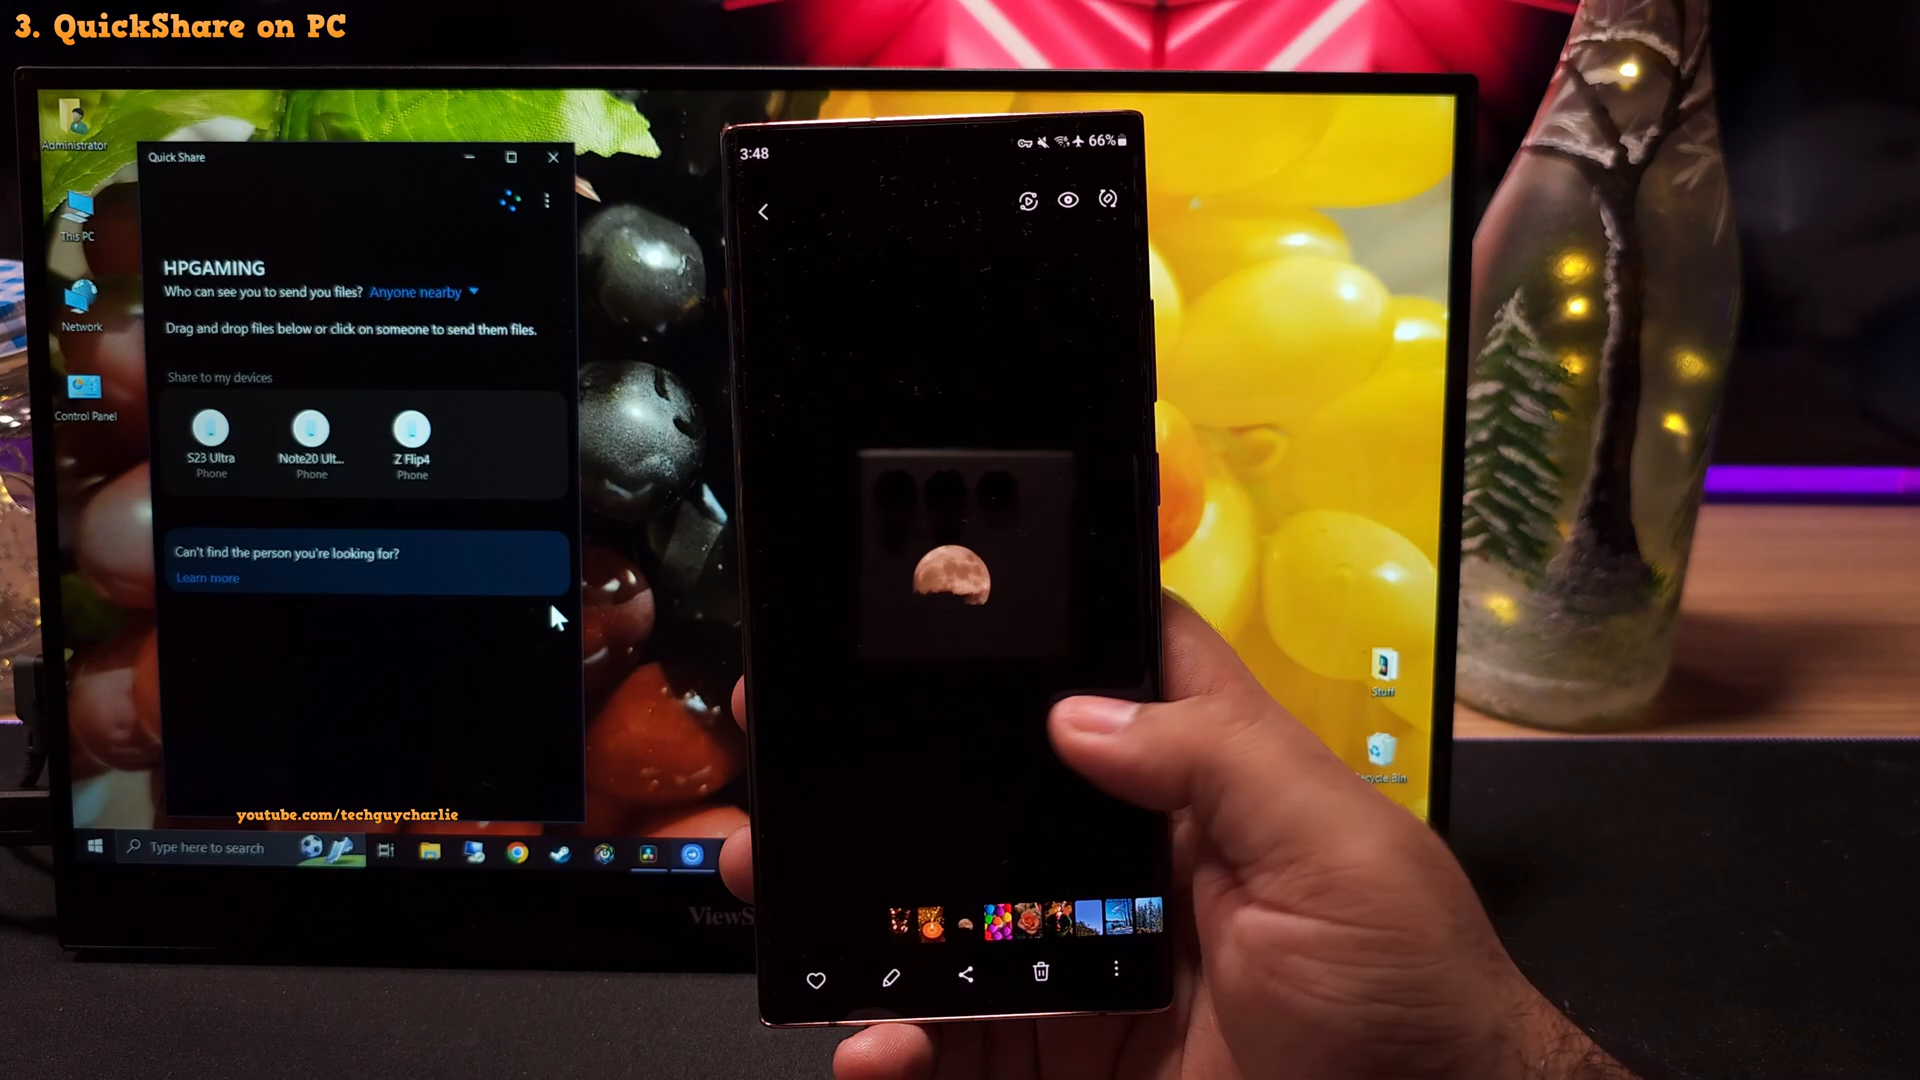 3. QuickShare on PC
Administrator
This PC
Network
Control Panel
Quick Share
HPGAMING
Who can see you to send you files? Anyone nearby
Drag and drop files below or click on someone to send them files.
Share to my devices
S23 Ultra
Phone
Note20 Ult...
Phone
Z Flip4
Phone
Can't find the person you're looking for?
Learn more
youtube.com/techguycharlie
Type here to search
3:48
66%
Stuff
ecycle Bin
ViewS